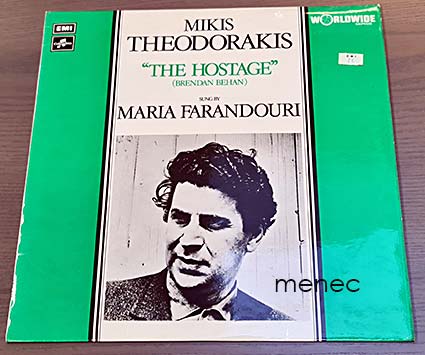 EMI
MIKIS
THEODORAKIS
"THE HOSTAGE"
(BRENDAN BEHAN)
SUNG BY
MARIA FARANDOURI
WORLDWIDE
menec